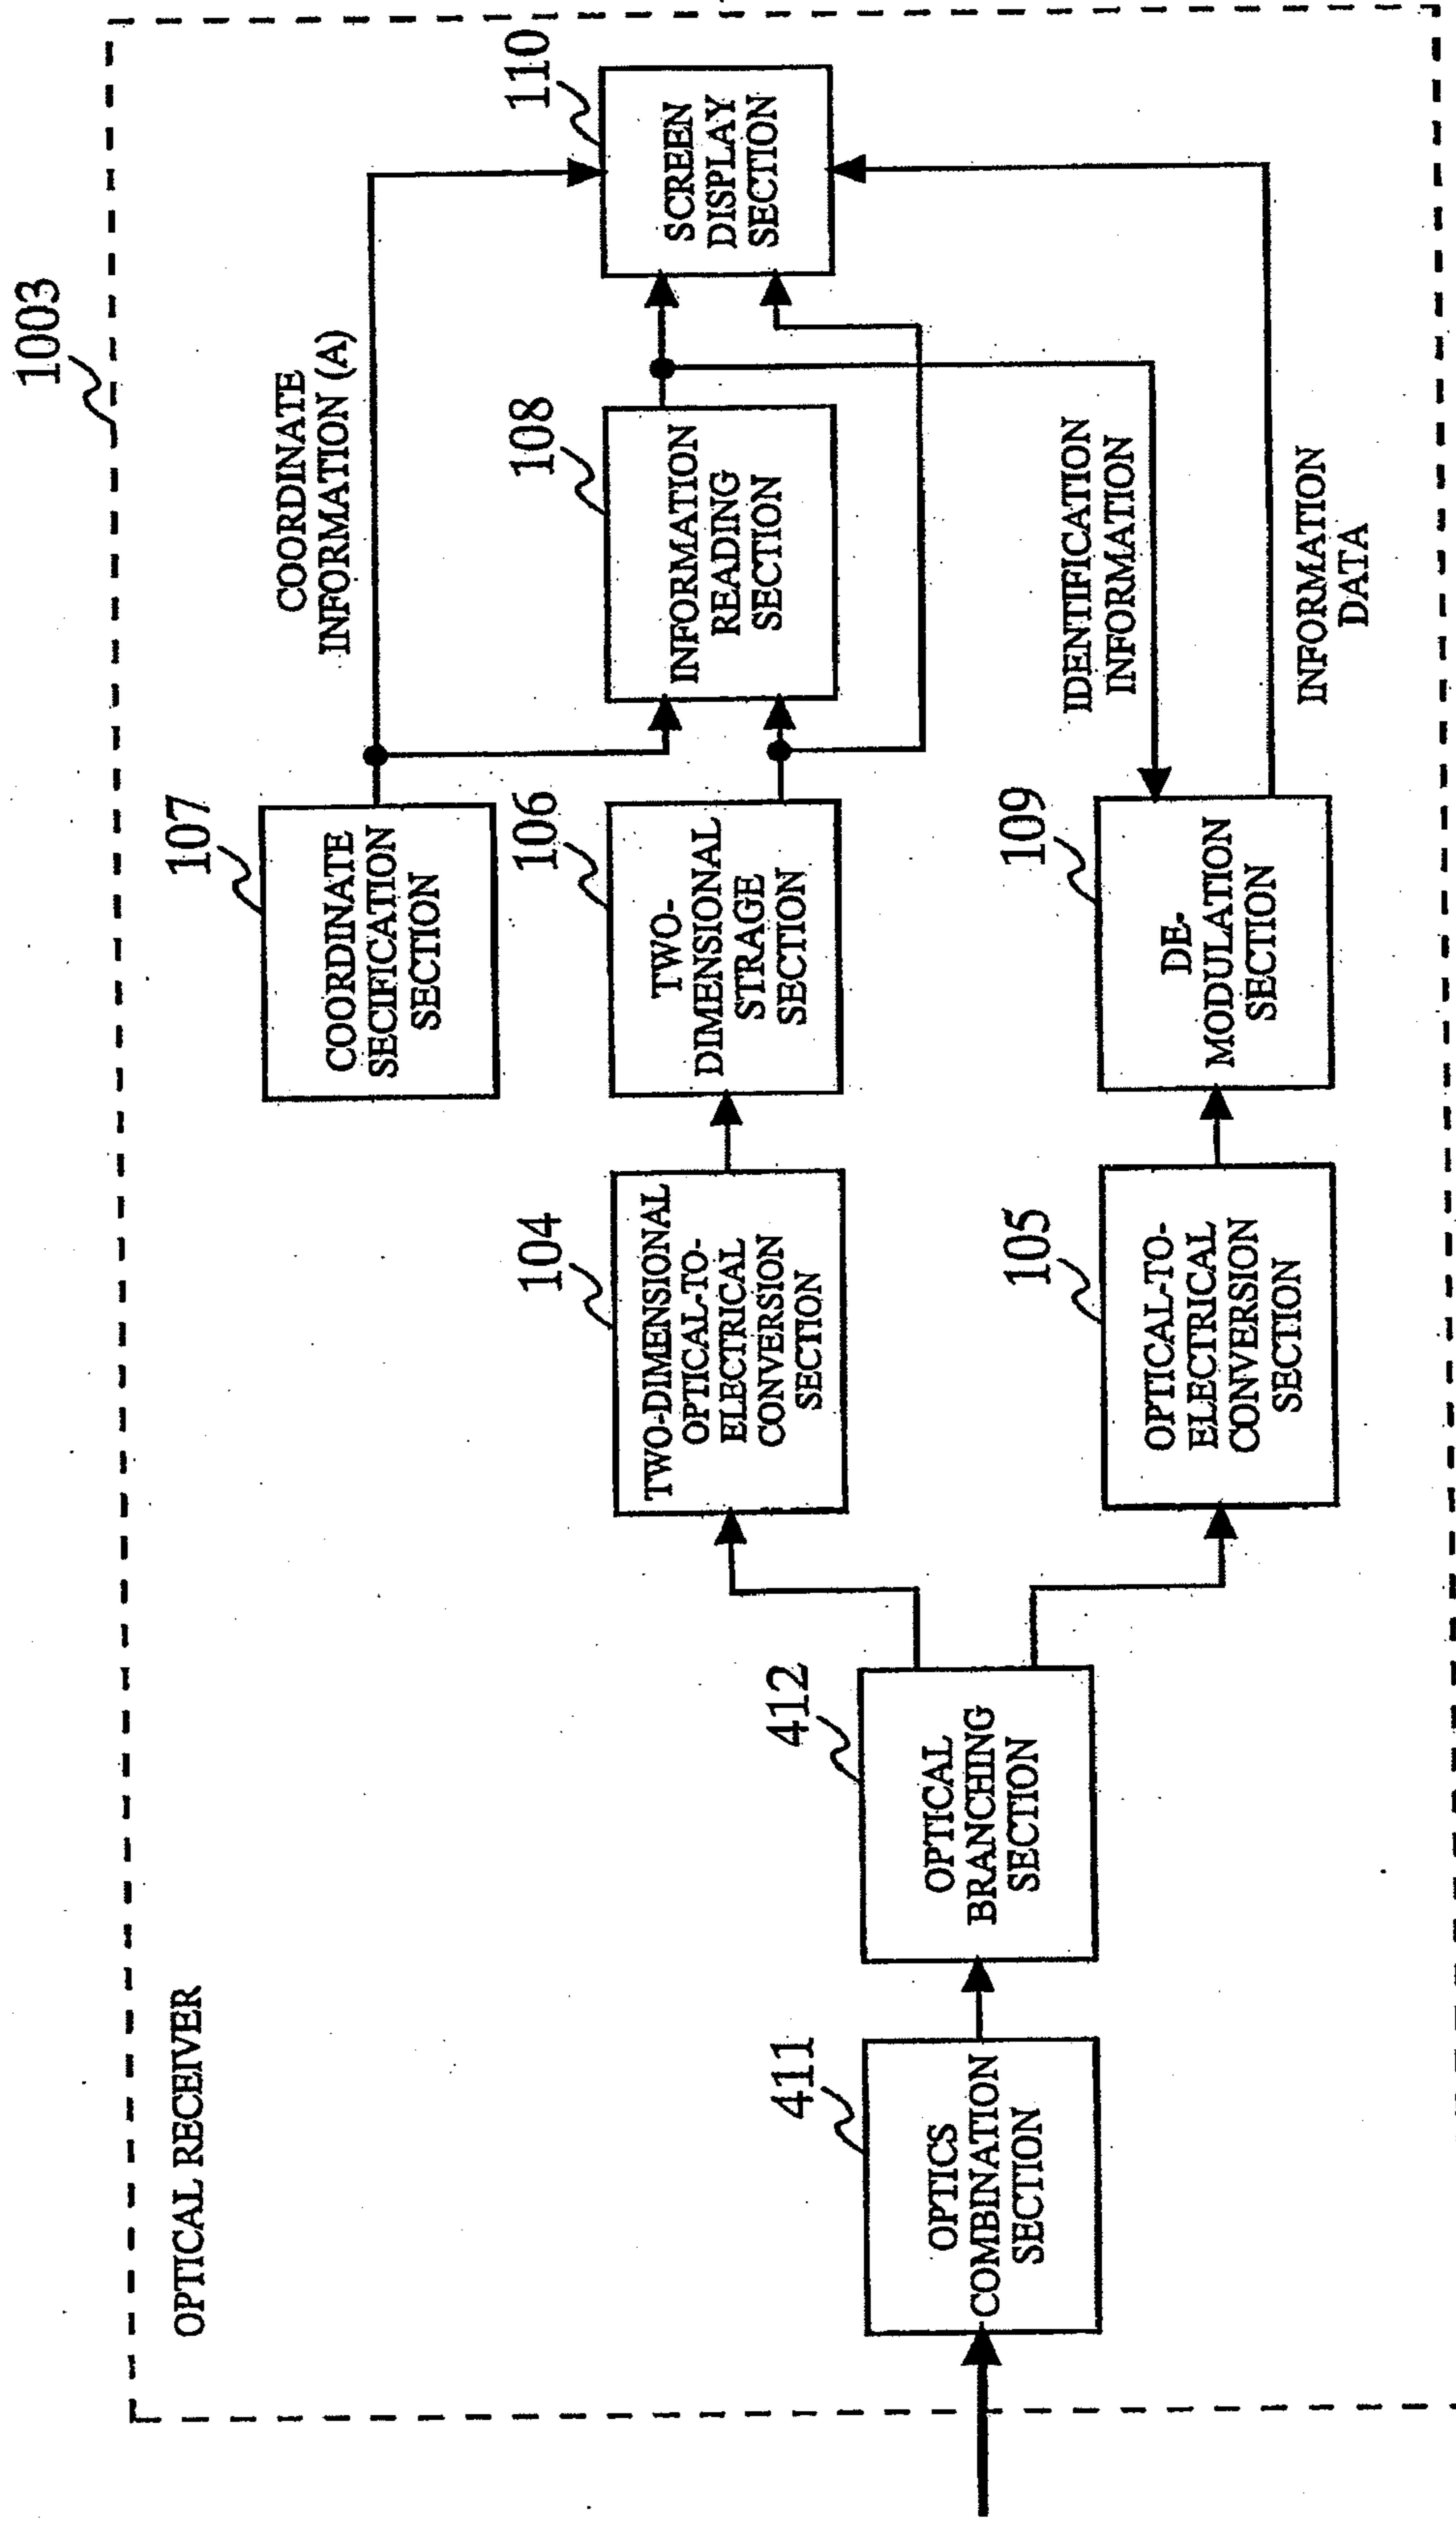 1003
OPTICAL RECEIVER
411
OPTICS
COMBINATION
SECTION
412
OPTICAL
BRANCHING
SECTION
104
TWO-DIMENSIONAL
OPTICAL-TO-
ELECTRICAL
CONVERSION
SECTION
105
OPTICAL-TO-
ELECTRICAL
CONVERSION
SECTION
107
COORDINATE
SECIFICATION
SECTION
106
TWO-
DIMENSIONAL
STRAGE
SECTION
109
DE-
MODULATION
SECTION
COORDINATE
INFORMATION (A)
108
INFORMATION
READING
SECTION
IDENTIFICATION
INFORMATION
INFORMATION
DATA
110
SCREEN
DISPLAY
SECTION